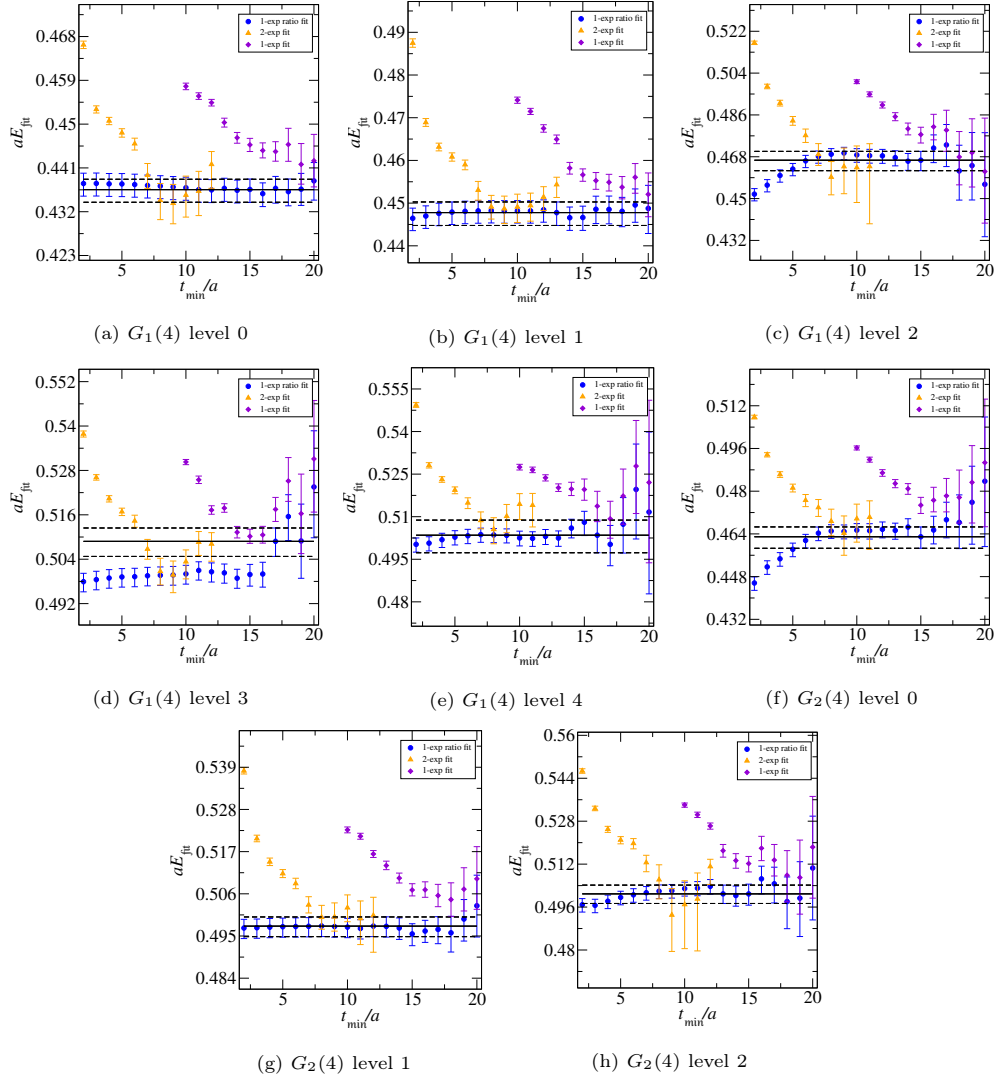 0.468
0.459
0.45
0.441
0.432
0.423
aE_fit
1-exp ratio fit
2-exp fit
1-exp fit
5 10 15 20
t_min/a
(a) G₁(4) level 0
0.49
0.48
0.47
0.46
0.45
0.44
aE_fit
1-exp ratio fit
2-exp fit
1-exp fit
5 10 15 20
t_min/a
(b) G₁(4) level 1
0.522
0.504
0.486
0.468
0.45
0.432
aE_fit
1-exp ratio fit
2-exp fit
1-exp fit
5 10 15 20
t_min/a
(c) G₁(4) level 2
0.552
0.54
0.528
0.516
0.504
0.492
aE_fit
1-exp ratio fit
2-exp fit
1-exp fit
5 10 15 20
t_min/a
(d) G₁(4) level 3
0.555
0.54
0.525
0.51
0.495
0.48
aE_fit
1-exp ratio fit
2-exp fit
1-exp fit
5 10 15 20
t_min/a
(e) G₁(4) level 4
0.512
0.496
0.48
0.464
0.448
0.432
aE_fit
1-exp ratio fit
2-exp fit
1-exp fit
5 10 15 20
t_min/a
(f) G₂(4) level 0
0.539
0.528
0.517
0.506
0.495
0.484
aE_fit
1-exp ratio fit
2-exp fit
1-exp fit
5 10 15 20
t_min/a
(g) G₂(4) level 1
0.56
0.544
0.528
0.512
0.496
0.48
aE_fit
1-exp ratio fit
2-exp fit
1-exp fit
5 10 15 20
t_min/a
(h) G₂(4) level 2